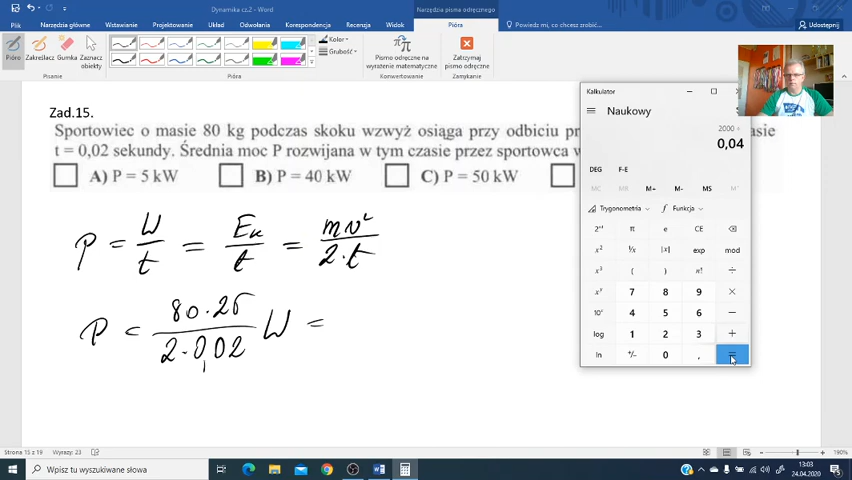 Dynamika cz.2 - Word
Narzędzia pisma odręcznego
Plik Narzędzia główne Wstawianie Projektowanie Układ Odwołania Korespondencja Recenzja Widok Pióra Powiedz mi, co chcesz zrobić... Udostępnij
Pióro Zakreślacz Gumka Zaznacz obiekty
Kolor
Grubość
Pismo odręczne na wyrażenie matematyczne
Zamknij pismo odręczne
Pisanie Pióra Konwertowanie Zamykanie
Zad.15.
Sportowiec o masie 80 kg podczas skoku wzwyż osiąga przy odbiciu
t = 0,02 sekundy. Średnia moc P rozwijana w tym czasie przez sportowca
A) P = 5 kW B) P = 40 kW C) P = 50 kW
P = W/t = Ek/t = mv²/2·t
P = 80·25/2·0,02 W =
Kalkulator
Naukowy
2000 ÷
0,04
DEG F-E
MC MR M+ M- MS M˅
Trygonometria Funkcja
2ⁿᵈ π e CE
x² ¹/x |x| exp mod
x³ ( ) n! ÷
xʸ 7 8 9 ×
10ˣ 4 5 6 −
log 1 2 3 +
ln +/- 0 , =
Strona 15 z 19 Wyrazy: 23 190%
Wpisz tu wyszukiwane słowa
13:03
24.04.2020